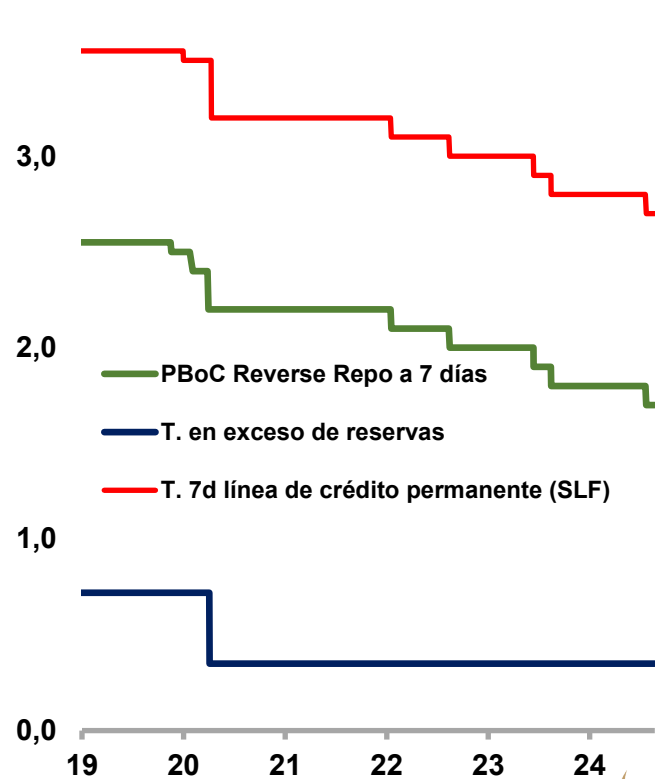 3,0
2,0
PBoC Reverse Repo a 7 días
T. en exceso de reservas
T. 7d línea de crédito permanente (SLF)
1,0
0,0
19 20 21 22 23 24